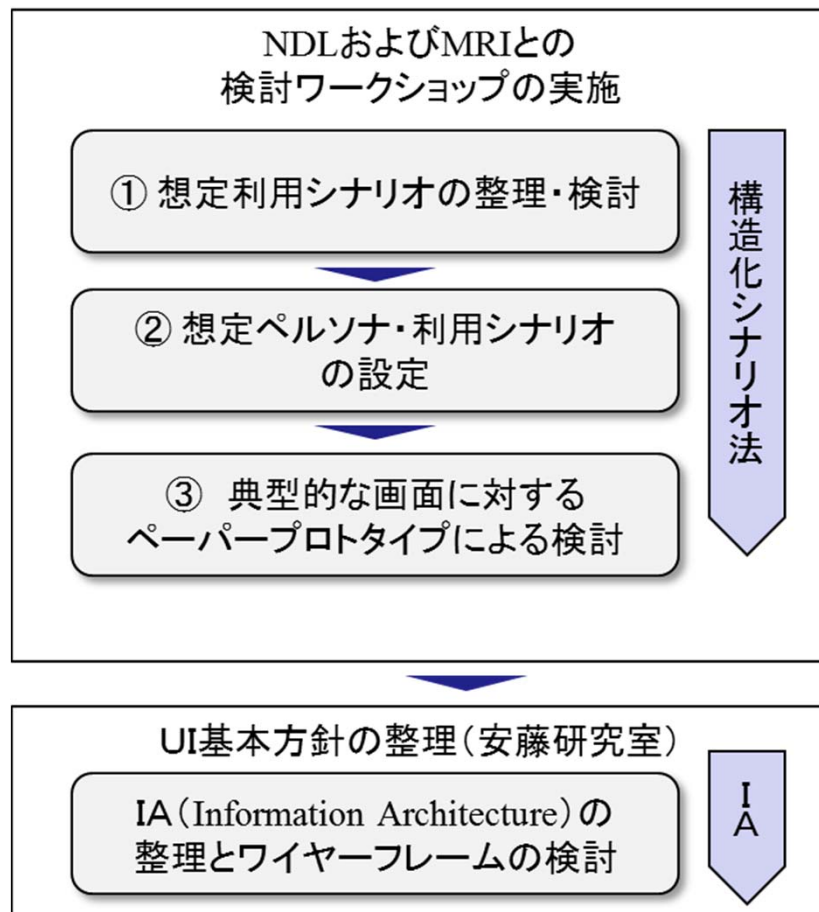 NDLおよびMRIとの
検討ワークショップの実施
① 想定利用シナリオの整理・検討
② 想定ペルソナ・利用シナリオ
の設定
③ 典型的な画面に対する
ペーパープロトタイプによる検討
構造化シナリオ法
UI基本方針の整理(安藤研究室)
IA(Information Architecture)の
整理とワイヤーフレームの検討
IA